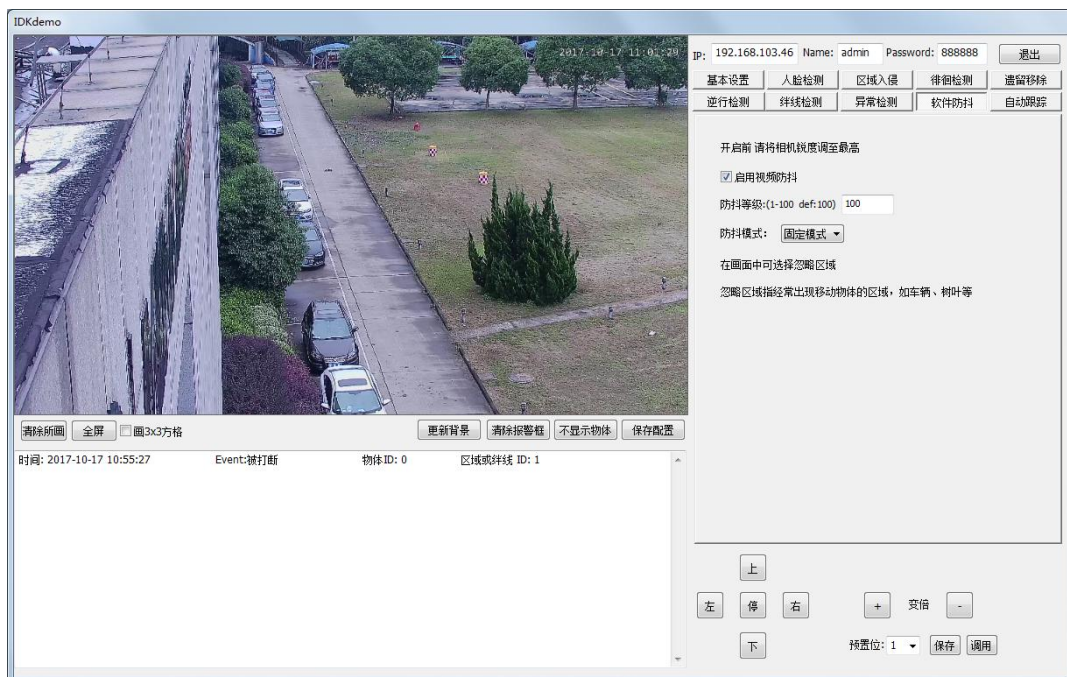 IDKdemo
2017-10-17 11:01:29
IP: 192.168.103.46 Name: admin Password: 888888 退出
基本设置 人脸检测 区域入侵 徘徊检测 遗留移除
逆行检测 绊线检测 异常检测 软件防抖 自动跟踪
开启前 请将相机锐度调至最高
启用视频防抖
防抖等级:(1-100 def:100) 100
防抖模式: 固定模式
在画面中可选择忽略区域
忽略区域指经常出现移动物体的区域，如车辆、树叶等
清除所画 全屏 画3x3方格 更新背景 清除报警框 不显示物体 保存配置
时间: 2017-10-17 10:55:27 Event:被打断 物体ID: 0 区域或绊线 ID: 1
上
左 停 右 + 变倍 -
下 预置位: 1 保存 调用